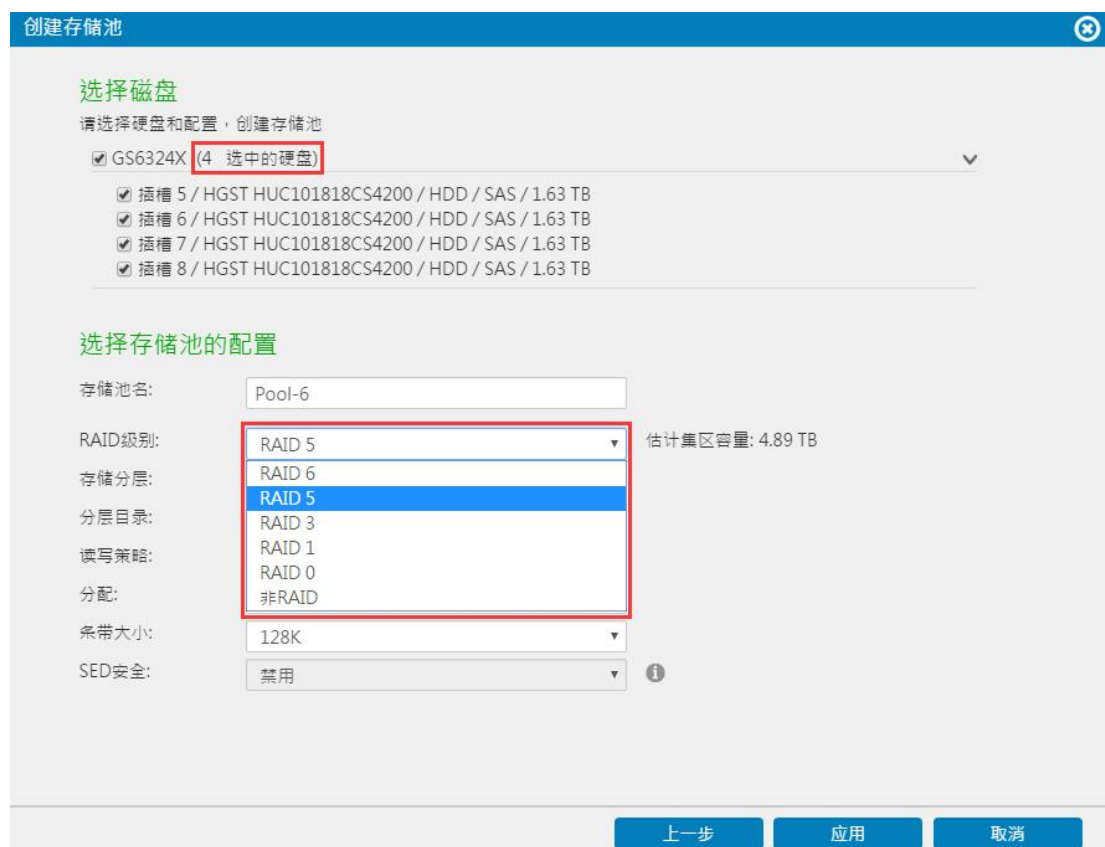 创建存储池
选择磁盘
请选择硬盘和配置，创建存储池
GS6324X (4 选中的硬盘)
插槽 5 / HGST HUC101818CS4200 / HDD / SAS / 1.63 TB
插槽 6 / HGST HUC101818CS4200 / HDD / SAS / 1.63 TB
插槽 7 / HGST HUC101818CS4200 / HDD / SAS / 1.63 TB
插槽 8 / HGST HUC101818CS4200 / HDD / SAS / 1.63 TB
选择存储池的配置
存储池名: Pool-6
RAID级别: RAID 5 估计集区容量: 4.89 TB
存储分层: RAID 6
RAID 5
分层目录: RAID 3
读写策略: RAID 1
RAID 0
分配: 非RAID
条带大小: 128K
SED安全: 禁用
上一步 应用 取消